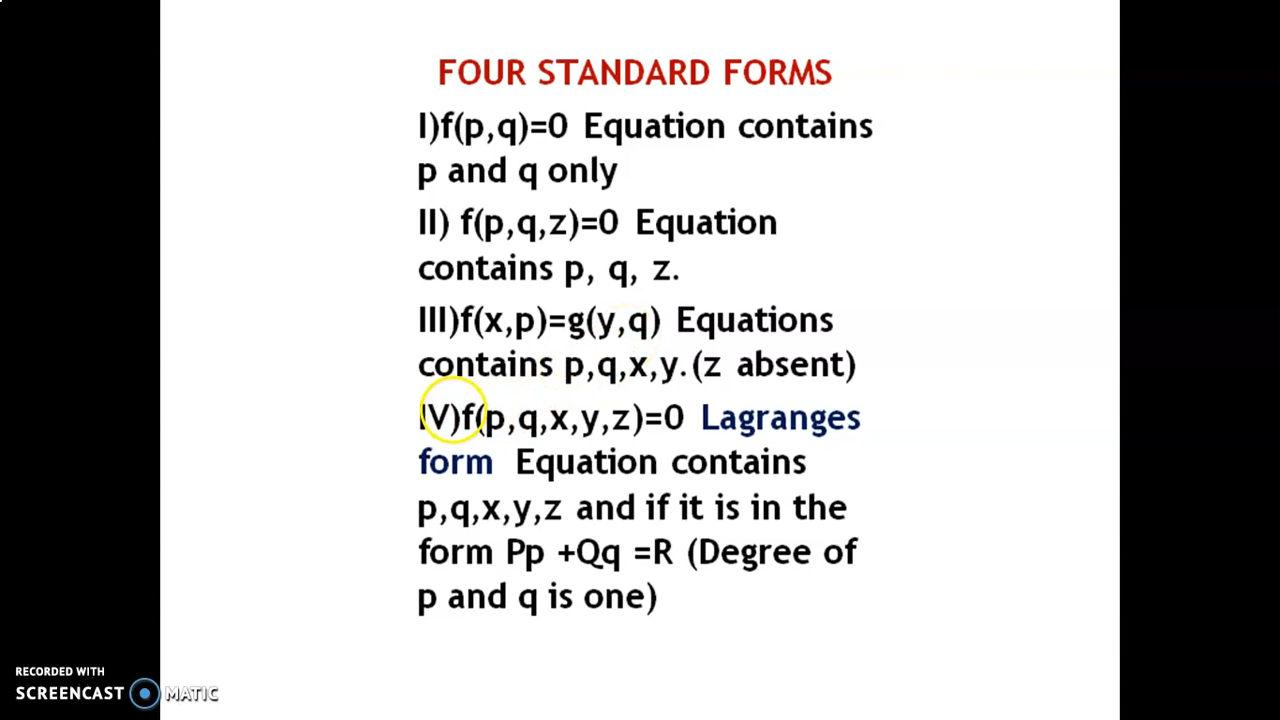 FOUR STANDARD FORMS
I)f(p,q)=0 Equation contains
p and q only
II) f(p,q,z)=0 Equation
contains p, q, z.
III)f(x,p)=g(y,q) Equations
contains p,q,x,y.(z absent)
IV)f(p,q,x,y,z)=0 Lagranges
form Equation contains
p,q,x,y,z and if it is in the
form Pp +Qq =R (Degree of
p and q is one)
RECORDED WITH
SCREENCAST MATIC